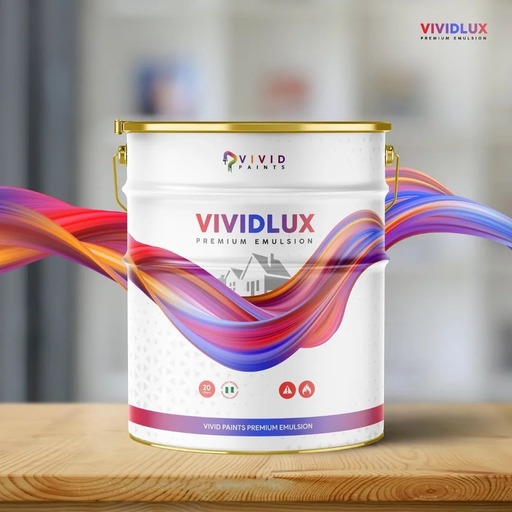 VIVIDLUX
PREMIUM EMULSION
VIVID
PAINTS
VIVIDLUX
PREMIUM EMULSION
20
VIVID PAINTS PREMIUM EMULSION